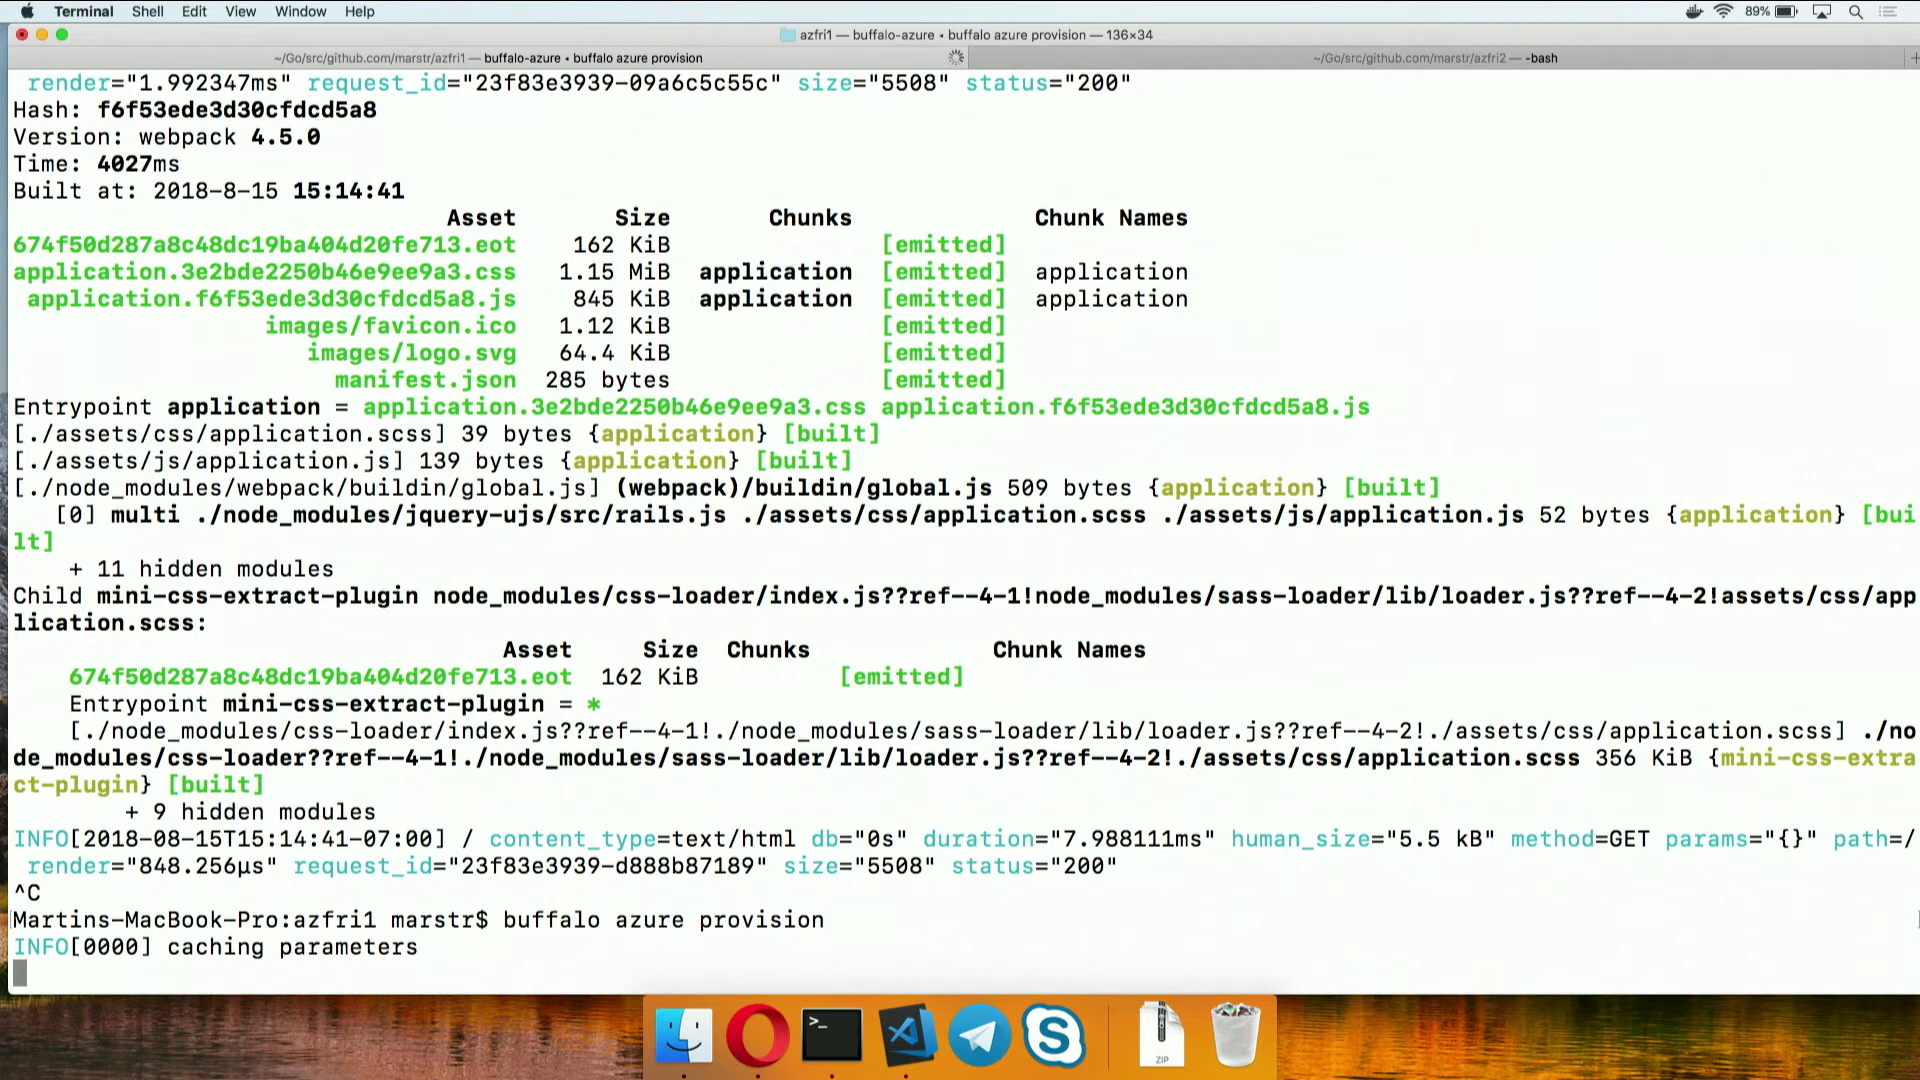 Terminal Shell Edit View Window Help 89%
azfri1 — buffalo-azure • buffalo azure provision — 136×34
~/Go/src/github.com/marstr/azfri1 — buffalo-azure • buffalo azure provision ~/Go/src/github.com/marstr/azfri2 — -bash
render="1.992347ms" request_id="23f83e3939-09a6c5c55c" size="5508" status="200"
Hash: f6f53ede3d30cfdcd5a8
Version: webpack 4.5.0
Time: 4027ms
Built at: 2018-8-15 15:14:41
Asset Size Chunks Chunk Names
674f50d287a8c48dc19ba404d20fe713.eot 162 KiB [emitted]
application.3e2bde2250b46e9ee9a3.css 1.15 MiB application [emitted] application
application.f6f53ede3d30cfdcd5a8.js 845 KiB application [emitted] application
images/favicon.ico 1.12 KiB [emitted]
images/logo.svg 64.4 KiB [emitted]
manifest.json 285 bytes [emitted]
Entrypoint application = application.3e2bde2250b46e9ee9a3.css application.f6f53ede3d30cfdcd5a8.js
[./assets/css/application.scss] 39 bytes {application} [built]
[./assets/js/application.js] 139 bytes {application} [built]
[./node_modules/webpack/buildin/global.js] (webpack)/buildin/global.js 509 bytes {application} [built]
[0] multi ./node_modules/jquery-ujs/src/rails.js ./assets/css/application.scss ./assets/js/application.js 52 bytes {application} [bui
lt]
+ 11 hidden modules
Child mini-css-extract-plugin node_modules/css-loader/index.js??ref--4-1!node_modules/sass-loader/lib/loader.js??ref--4-2!assets/css/app
lication.scss:
Asset Size Chunks Chunk Names
674f50d287a8c48dc19ba404d20fe713.eot 162 KiB [emitted]
Entrypoint mini-css-extract-plugin = *
[./node_modules/css-loader/index.js??ref--4-1!./node_modules/sass-loader/lib/loader.js??ref--4-2!./assets/css/application.scss] ./no
de_modules/css-loader??ref--4-1!./node_modules/sass-loader/lib/loader.js??ref--4-2!./assets/css/application.scss 356 KiB {mini-css-extra
ct-plugin} [built]
+ 9 hidden modules
INFO[2018-08-15T15:14:41-07:00] / content_type=text/html db="0s" duration="7.988111ms" human_size="5.5 kB" method=GET params="{}" path=/
render="848.256µs" request_id="23f83e3939-d888b87189" size="5508" status="200"
^C
Martins-MacBook-Pro:azfri1 marstr$ buffalo azure provision
INFO[0000] caching parameters
ZIP